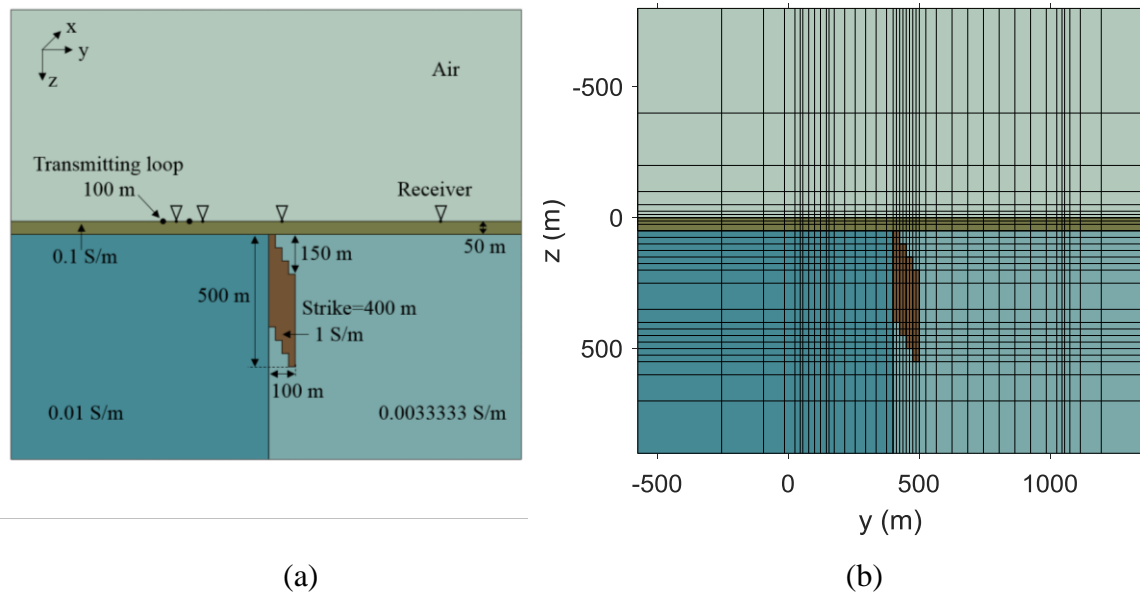 x
y
z
Air
Transmitting loop
100 m
Receiver
0.1 S/m
50 m
150 m
500 m
Strike=400 m
1 S/m
100 m
0.01 S/m
0.0033333 S/m
(a)
-500
0
500
z (m)
-500
0
500
1000
y (m)
(b)